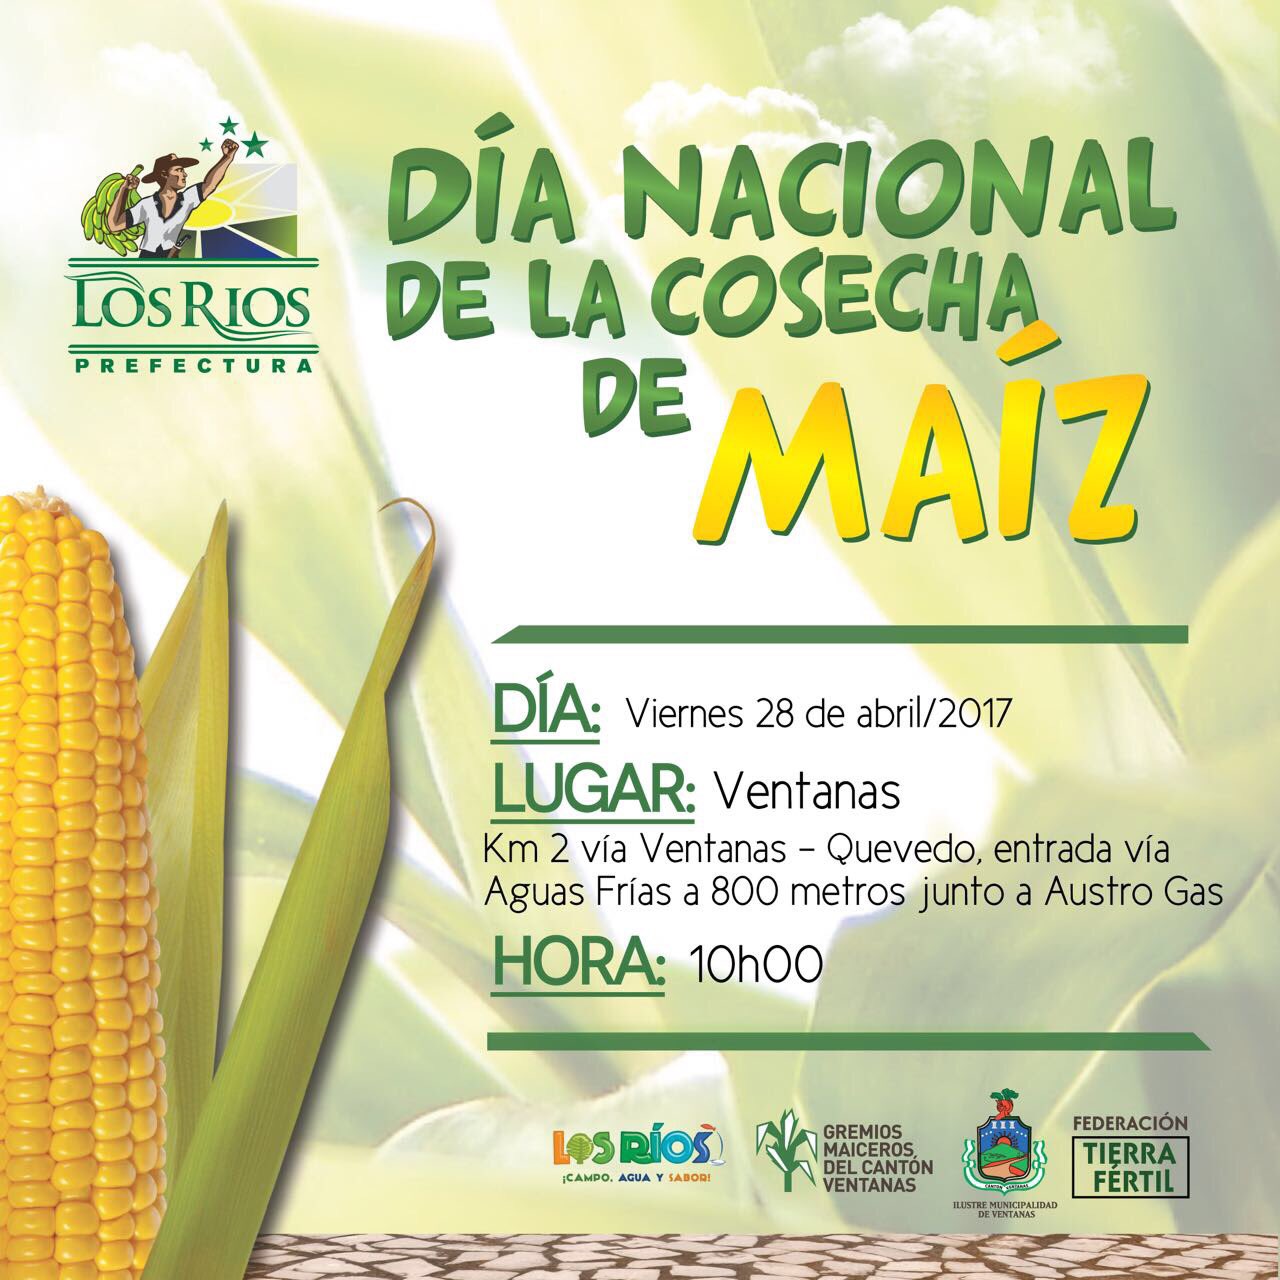 LOS RIOS
PREFECTURA
DÍA NACIONAL
DE LA COSECHA
DE MAÍZ
DÍA: Viernes 28 de abril/2017
LUGAR: Ventanas
Km 2 vía Ventanas - Quevedo, entrada vía
Aguas Frías a 800 metros junto a Austro Gas
HORA: 10h00
LOS RÍOS
¡CAMPO, AGUA Y SABOR!
GREMIOS
MAICEROS
DEL CANTÓN
VENTANAS
CANTÓN VENTANAS
ILUSTRE MUNICIPALIDAD
DE VENTANAS
FEDERACIÓN
TIERRA
FÉRTIL